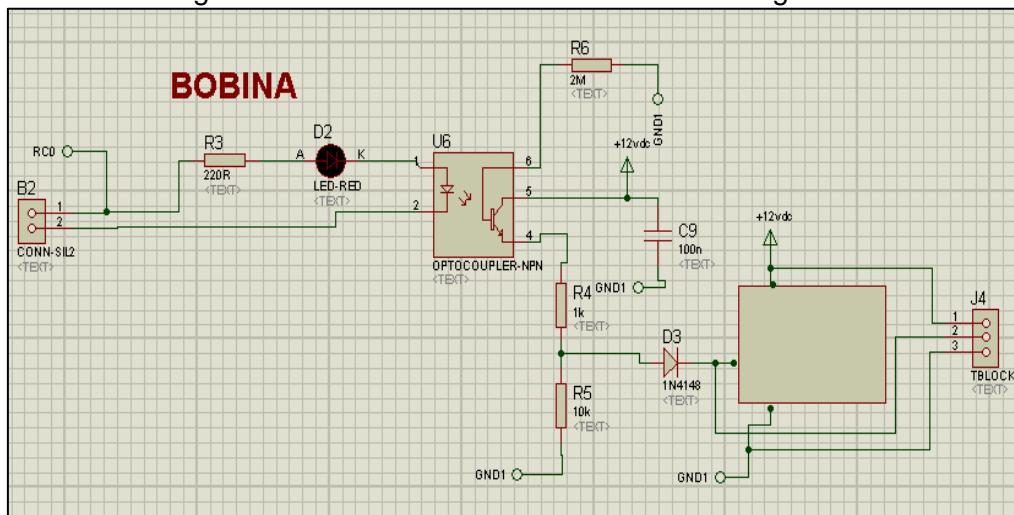 BOBINA
R6
2M
<TEXT>
GND1
+12vdc
RC0
R3
220R
<TEXT>
D2
A
K
LED-RED
<TEXT>
U6
1
2
6
5
4
OPTOCOUPLER-NPN
<TEXT>
B2
1
2
CONN-SIL2
<TEXT>
C9
100n
<TEXT>
GND1
R4
1k
<TEXT>
+12vdc
D3
1N4148
<TEXT>
J4
1
2
3
TBLOCK
<TEXT>
R5
10k
<TEXT>
GND1
GND1